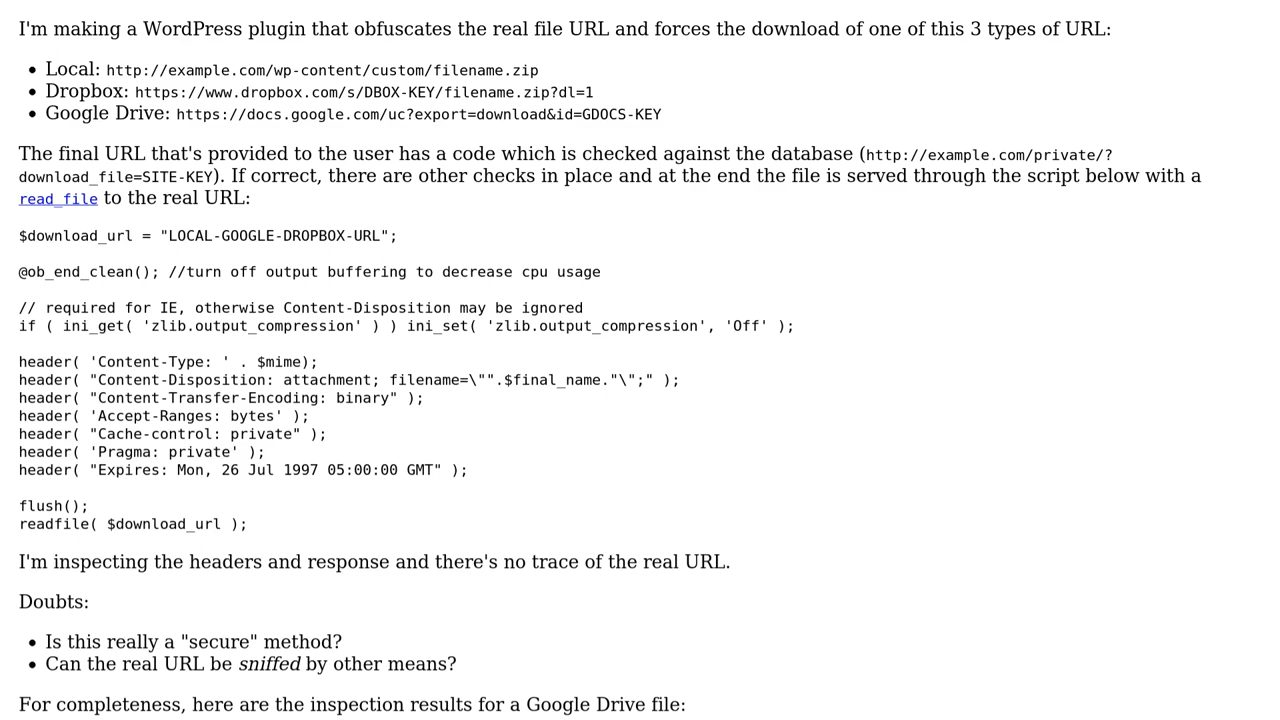 I'm making a WordPress plugin that obfuscates the real file URL and forces the download of one of this 3 types of URL:
Local: http://example.com/wp-content/custom/filename.zip
Dropbox: https://www.dropbox.com/s/DBOX-KEY/filename.zip?dl=1
Google Drive: https://docs.google.com/uc?export=download&id=GDOCS-KEY
The final URL that's provided to the user has a code which is checked against the database (http://example.com/private/?
download_file=SITE-KEY). If correct, there are other checks in place and at the end the file is served through the script below with a
read_file to the real URL:
$download_url = "LOCAL-GOOGLE-DROPBOX-URL";
@ob_end_clean(); //turn off output buffering to decrease cpu usage
// required for IE, otherwise Content-Disposition may be ignored
if ( ini_get( 'zlib.output_compression' ) ) ini_set( 'zlib.output_compression', 'Off' );
header( 'Content-Type: ' . $mime);
header( "Content-Disposition: attachment; filename=\"".$final_name."\";" );
header( "Content-Transfer-Encoding: binary" );
header( 'Accept-Ranges: bytes' );
header( "Cache-control: private" );
header( 'Pragma: private' );
header( "Expires: Mon, 26 Jul 1997 05:00:00 GMT" );
flush();
readfile( $download_url );
I'm inspecting the headers and response and there's no trace of the real URL.
Doubts:
Is this really a "secure" method?
Can the real URL be sniffed by other means?
For completeness, here are the inspection results for a Google Drive file: